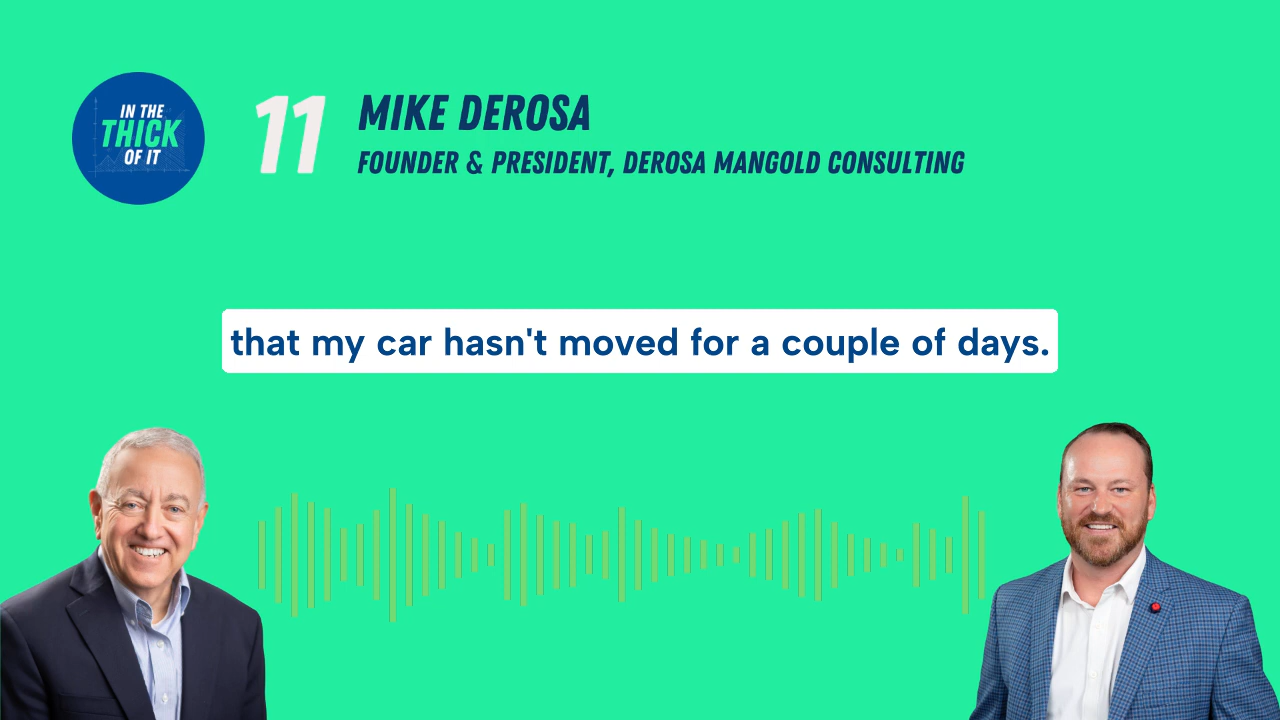 IN THE
THICK
OF IT
11
MIKE DEROSA
FOUNDER & PRESIDENT, DEROSA MANGOLD CONSULTING
that my car hasn't moved for a couple of days.